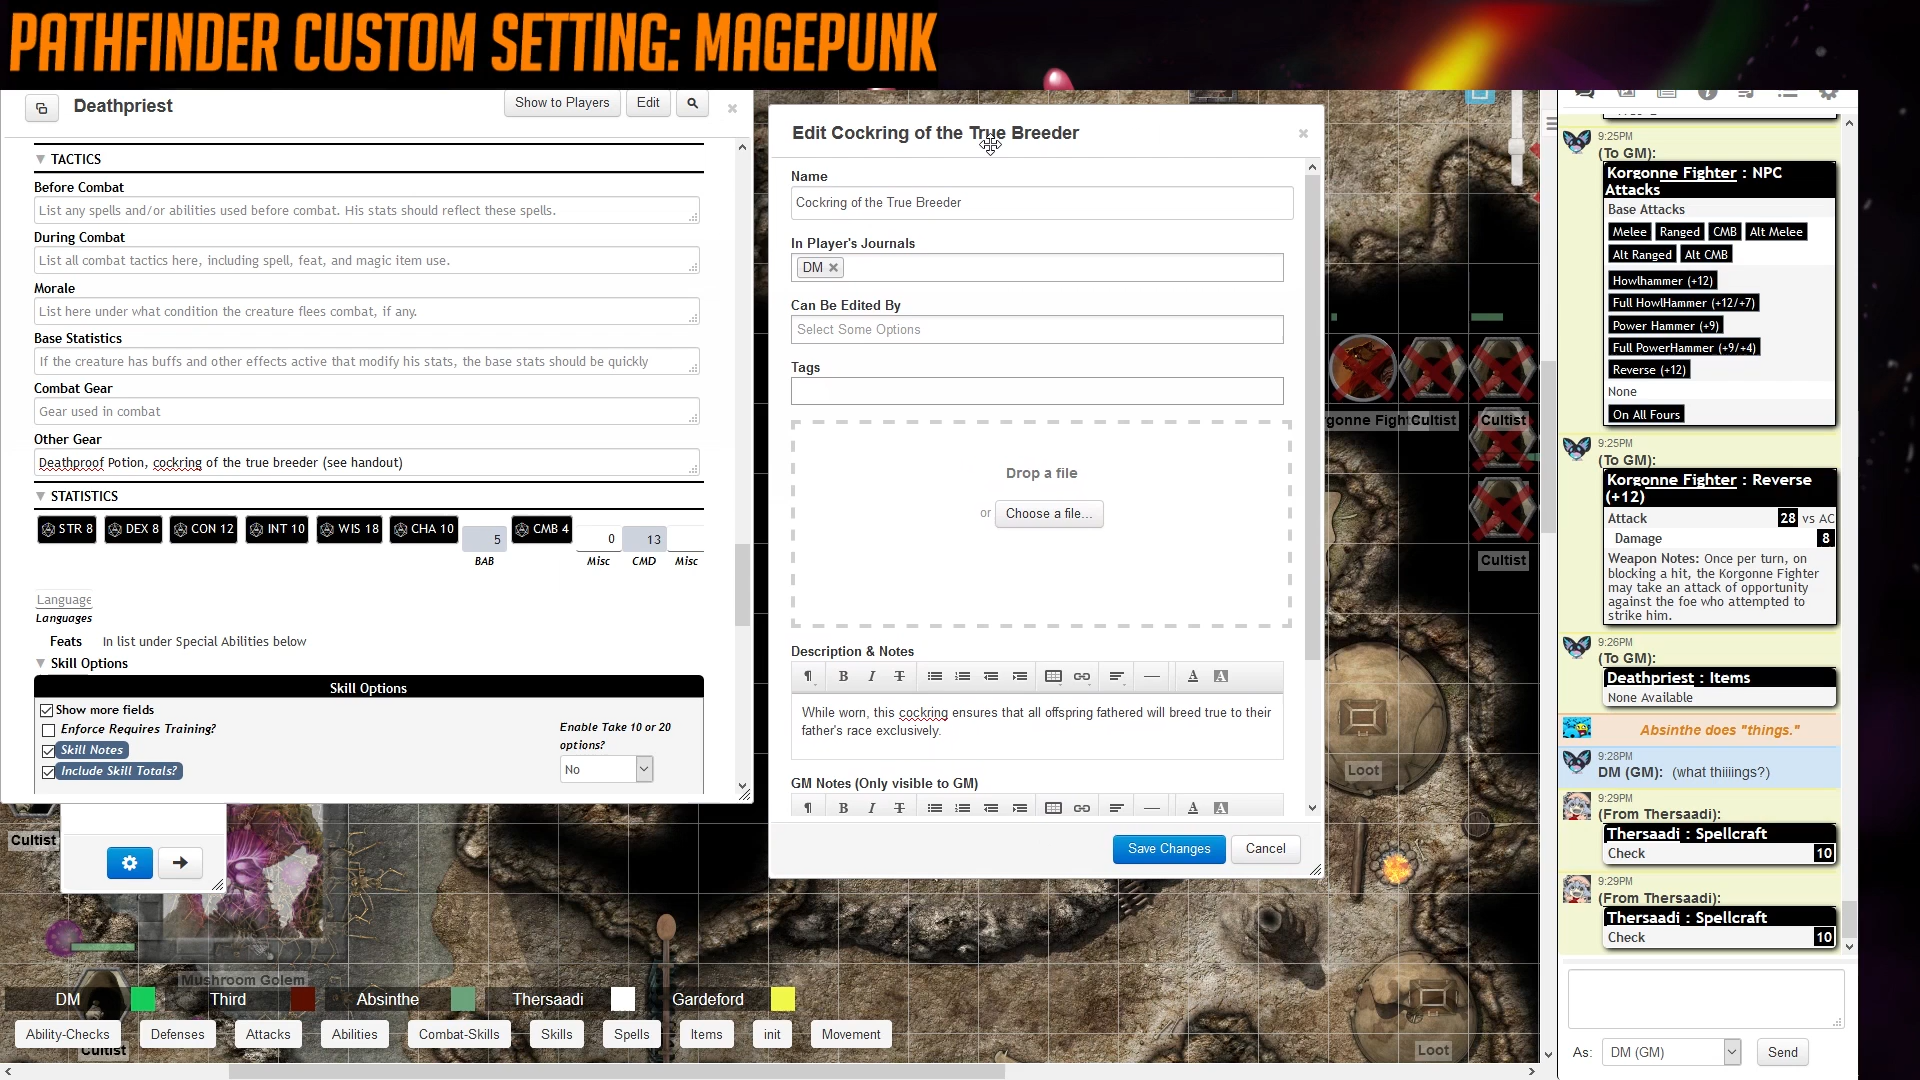 PATHFINDER CUSTOM SETTING: MAGEPUNK
Deathpriest
Show to Players
Edit
TACTICS
Before Combat
List any spells and/or abilities used before combat. His stats should reflect these spells.
During Combat
List all combat tactics here, including spell, feat, and magic item use.
Morale
List here under what condition the creature flees combat, if any.
Base Statistics
If the creature has buffs and other effects active that modify his stats, the base stats should be quickly
Combat Gear
Gear used in combat
Other Gear
Deathproof Potion, cockring of the true breeder (see handout)
STATISTICS
STR 8 DEX 8 CON 12 INT 10 WIS 18 CHA 10 5 CMB 4 0 13
BAB Misc CMD Misc
Language
Languages
Feats In list under Special Abilities below
Skill Options
Skill Options
Show more fields
Enforce Requires Training?
Skill Notes
Include Skill Totals?
Enable Take 10 or 20
options?
No
Edit Cockring of the True Breeder
Name
Cockring of the True Breeder
In Player's Journals
DM
Can Be Edited By
Select Some Options
Tags
Drop a file
or Choose a file...
Description & Notes
While worn, this cockring ensures that all offspring fathered will breed true to their
father's race exclusively.
GM Notes (Only visible to GM)
Save Changes
Cancel
gonne Fight Cultist Cultist
Cultist
Loot
Loot
Cultist
Mushroom Golem
Cultist
DM Third Absinthe Thersaadi Gardeford
Ability-Checks Defenses Attacks Abilities Combat-Skills Skills Spells Items init Movement
9:25PM
(To GM):
Korgonne Fighter : NPC
Attacks
Base Attacks
Melee Ranged CMB Alt Melee
Alt Ranged Alt CMB
Howlhammer (+12)
Full HowlHammer (+12/+7)
Power Hammer (+9)
Full PowerHammer (+9/+4)
Reverse (+12)
None
On All Fours
9:25PM
(To GM):
Korgonne Fighter : Reverse
(+12)
Attack 28 vs AC
Damage 8
Weapon Notes: Once per turn, on
blocking a hit, the Korgonne Fighter
may take an attack of opportunity
against the foe who attempted to
strike him.
9:26PM
(To GM):
Deathpriest : Items
None Available
Absinthe does "things."
9:28PM
DM (GM): (what thiiiings?)
9:29PM
(From Thersaadi):
Thersaadi : Spellcraft
Check 10
9:29PM
(From Thersaadi):
Thersaadi : Spellcraft
Check 10
As: DM (GM) Send